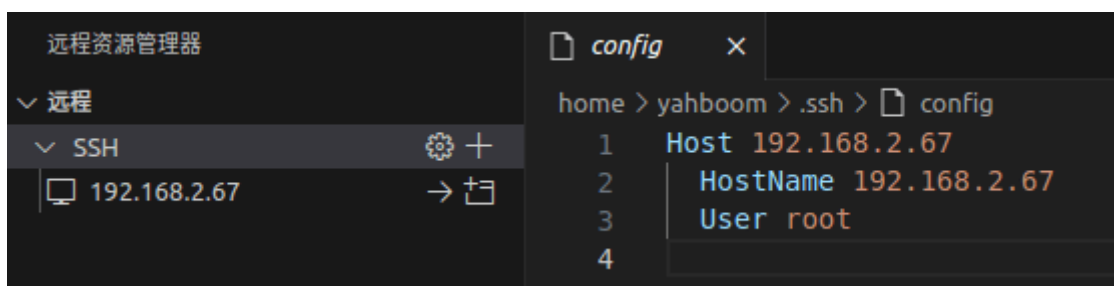 远程资源管理器
远程
SSH
192.168.2.67
config
home > yahboom > .ssh > config
1 Host 192.168.2.67
2 HostName 192.168.2.67
3 User root
4